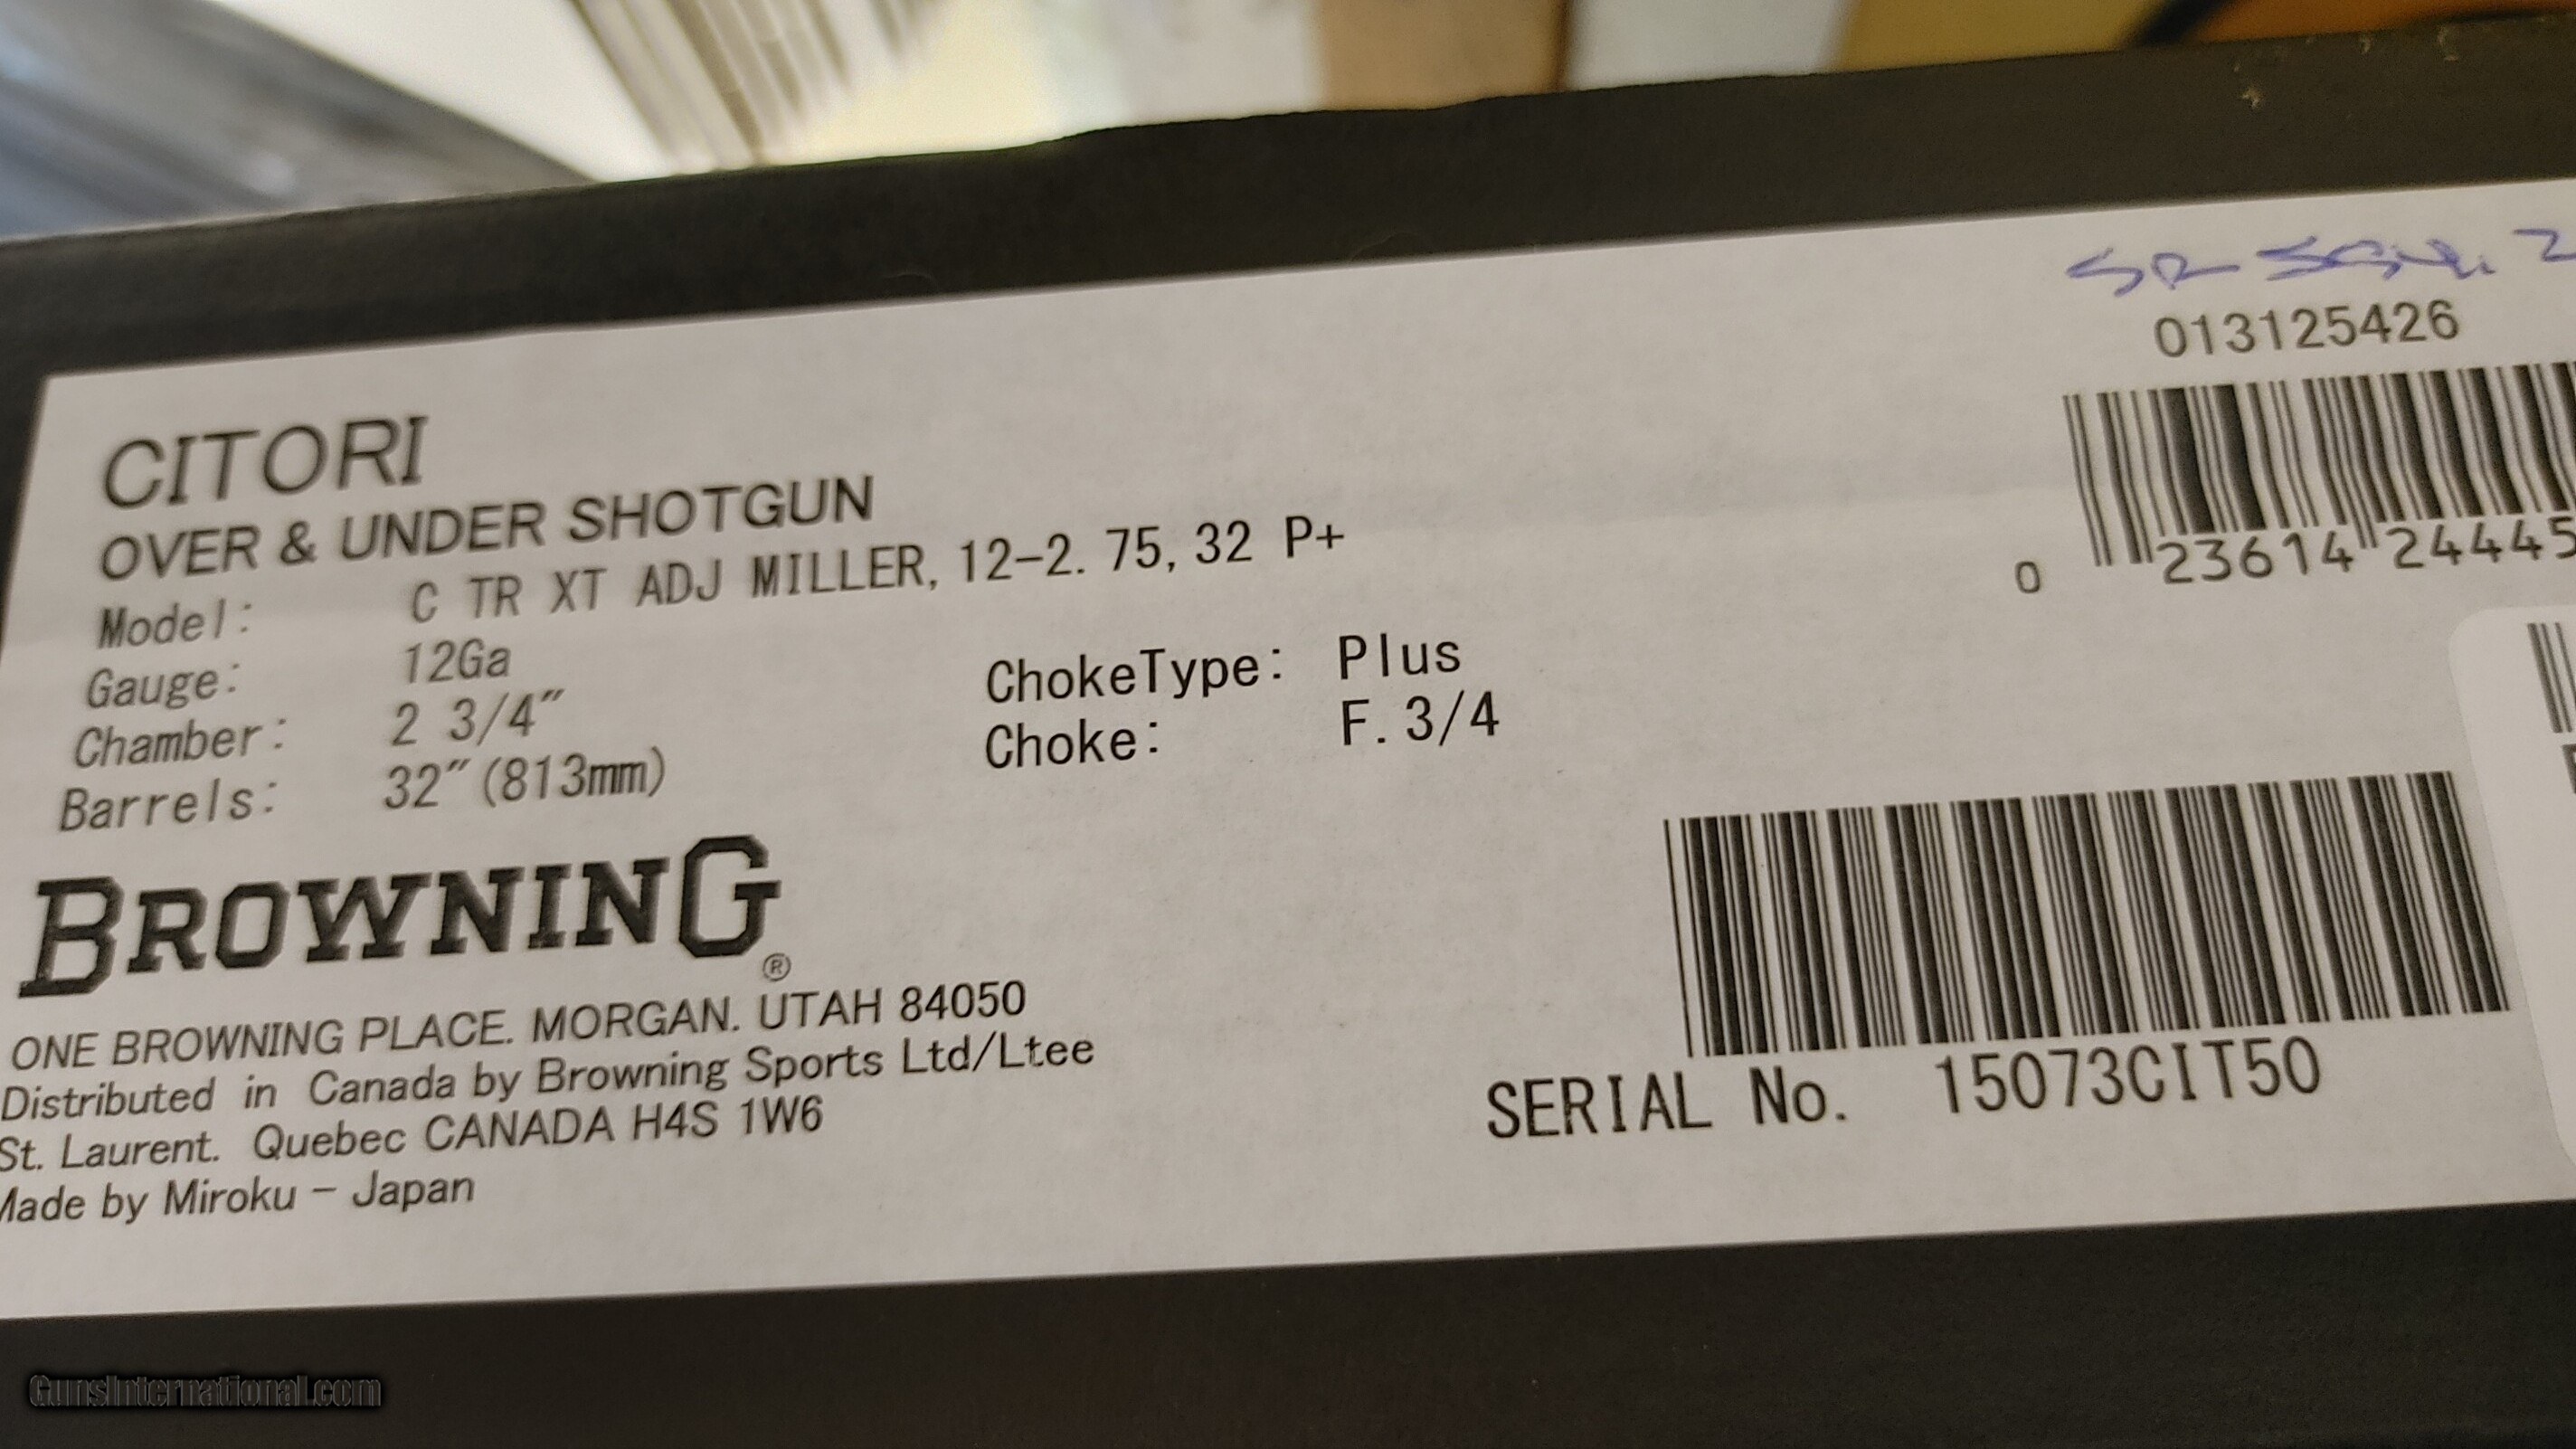 013125426
0 23614 24445
CITORI
OVER & UNDER SHOTGUN
Model: C TR XT ADJ MILLER, 12-2. 75, 32 P+
Gauge: 12Ga
Chamber: 2 3/4"
Barrels: 32"(813mm)
ChokeType: Plus
Choke: F. 3/4
BROWNING®
ONE BROWNING PLACE. MORGAN. UTAH 84050
Distributed in Canada by Browning Sports Ltd/Ltee
St. Laurent. Quebec CANADA H4S 1W6
Made by Miroku - Japan
SERIAL No. 15073CIT50
GunsInternational.com